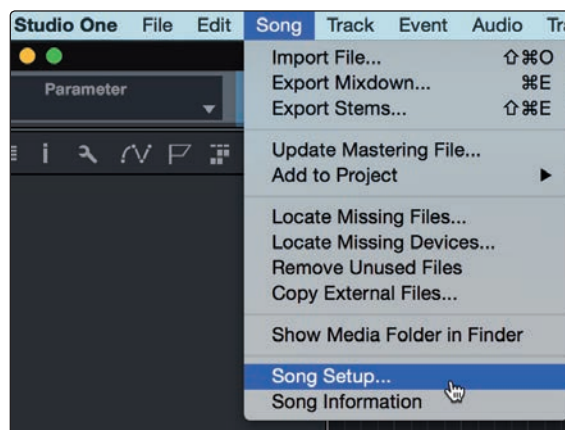 Studio One File Edit Song Track Event Audio
Parameter
Import File... ⇧⌘O
Export Mixdown... ⌘E
Export Stems... ⇧⌘E
Update Mastering File...
Add to Project
Locate Missing Files...
Locate Missing Devices...
Remove Unused Files
Copy External Files...
Show Media Folder in Finder
Song Setup...
Song Information